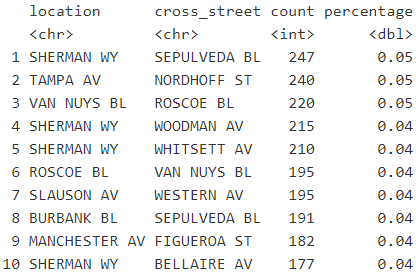 location cross_street count percentage
<chr> <chr> <int> <dbl>
1 SHERMAN WY SEPULVEDA BL 247 0.05
2 TAMPA AV NORDHOFF ST 240 0.05
3 VAN NUYS BL ROSCOE BL 220 0.05
4 SHERMAN WY WOODMAN AV 215 0.04
5 SHERMAN WY WHITSETT AV 210 0.04
6 ROSCOE BL VAN NUYS BL 195 0.04
7 SLAUSON AV WESTERN AV 195 0.04
8 BURBANK BL SEPULVEDA BL 191 0.04
9 MANCHESTER AV FIGUEROA ST 182 0.04
10 SHERMAN WY BELLAIRE AV 177 0.04